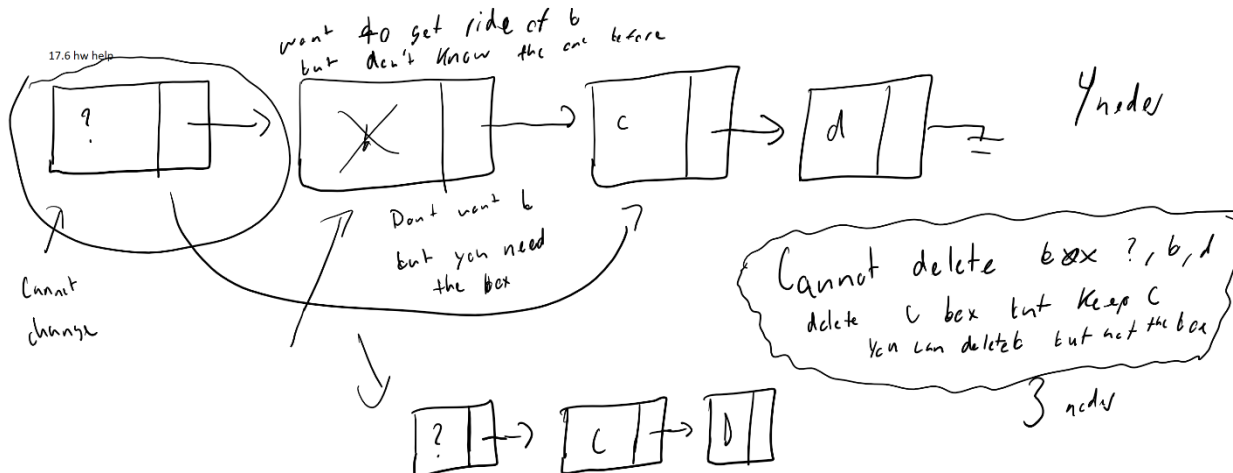 17.6 hw help
want to get ride of b
but don't know the one before
?
b
c
d
4 nodes
Dont want b
but you need
the box
Cannot
change
Cannot delete box ?, b, d
delete c box but keep c
You can delete b but not the box
3 nodes
?
C
D